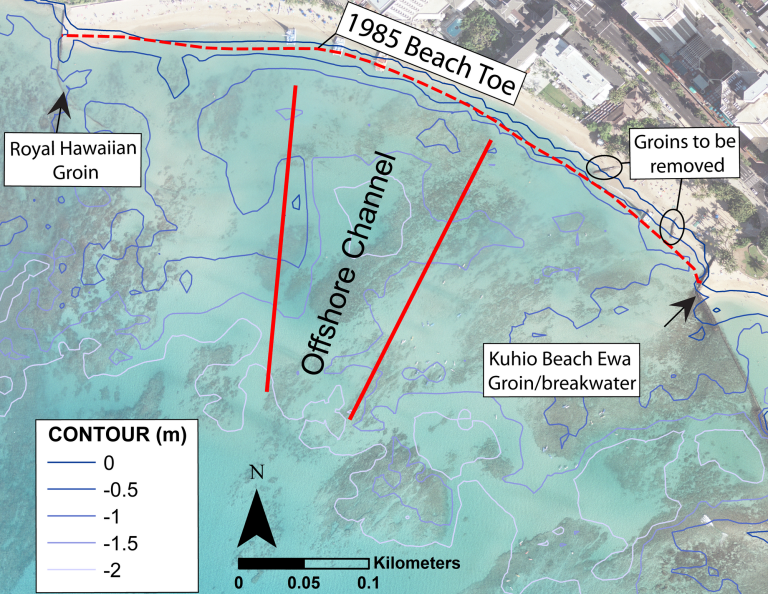 1985 Beach Toe
Royal Hawaiian
Groin
Groins to be
removed
Offshore Channel
Kuhio Beach Ewa
Groin/breakwater
CONTOUR (m)
0
-0.5
-1
-1.5
-2
N
Kilometers
0 0.05 0.1